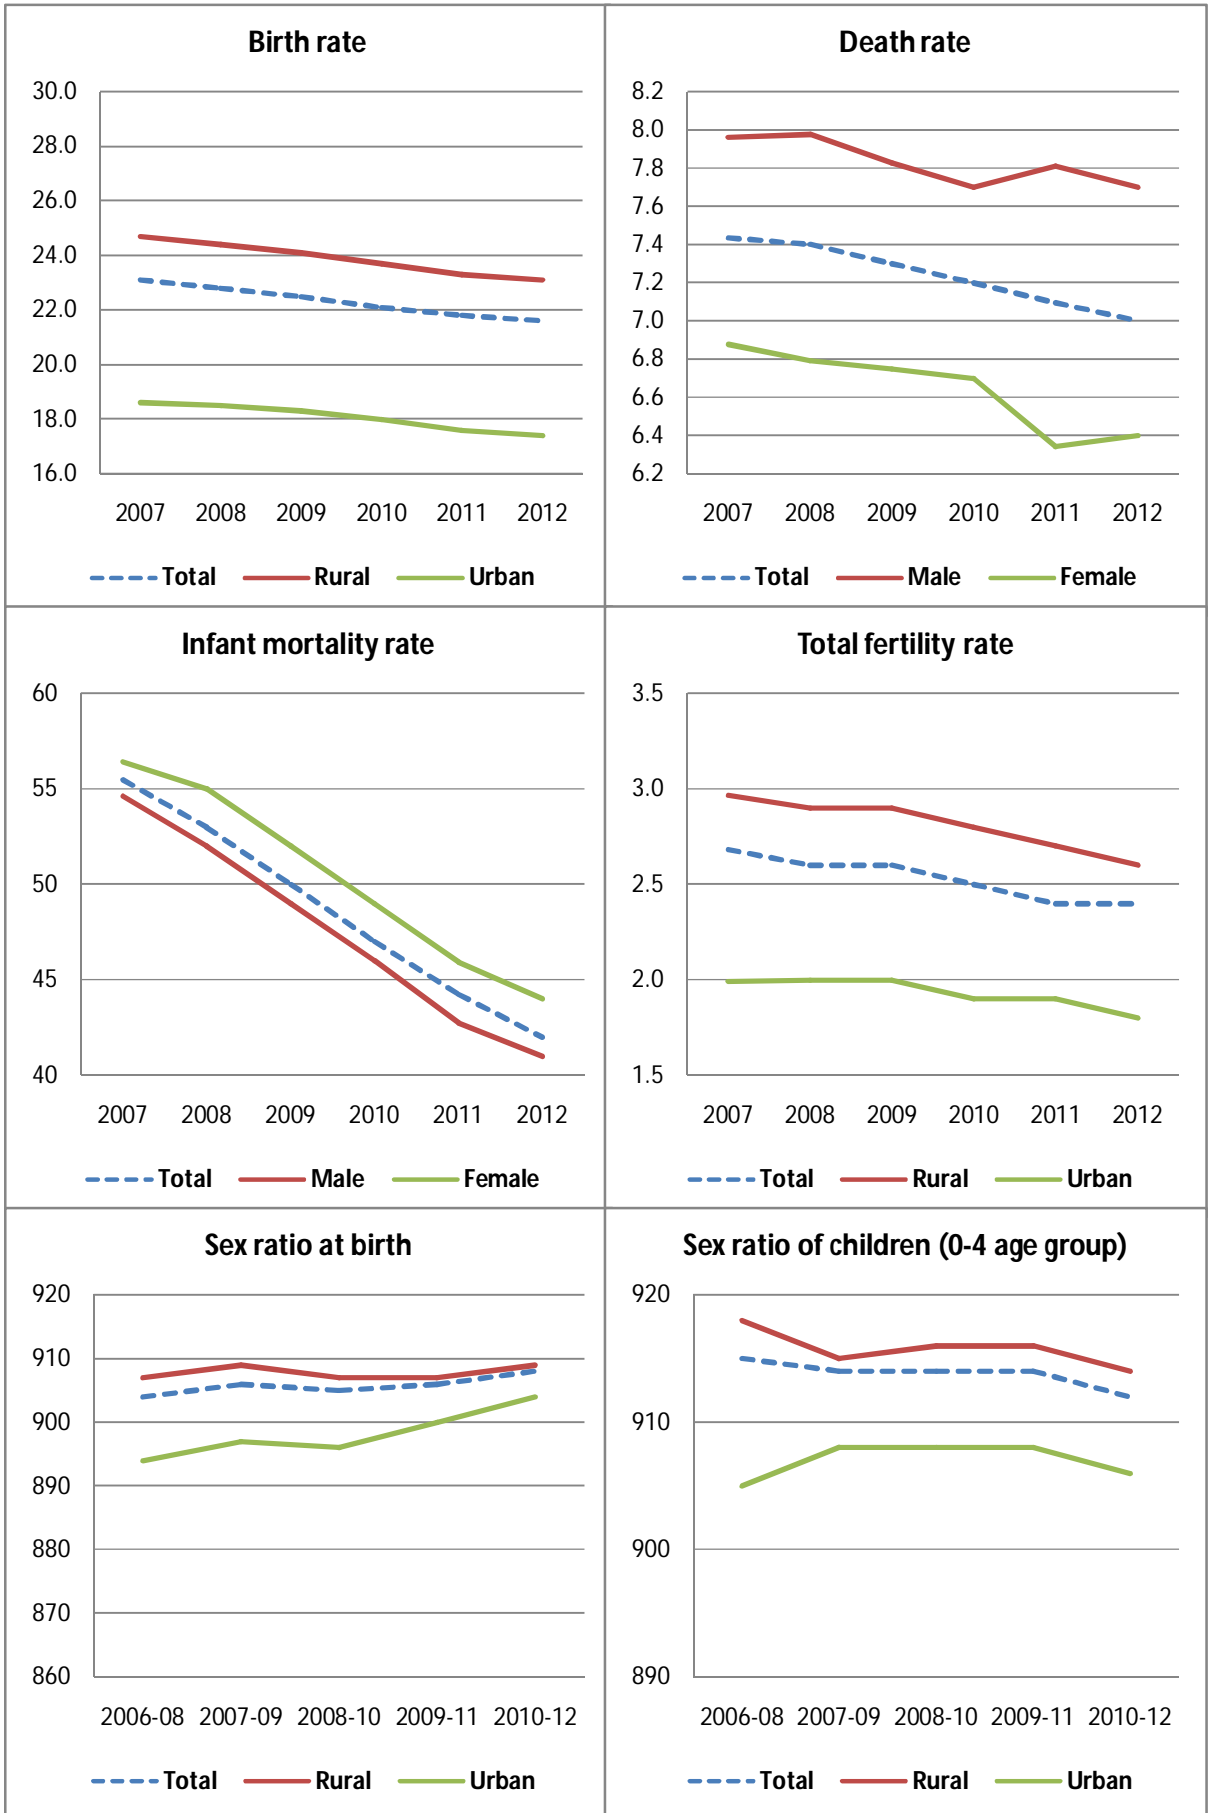 Birth rate
30.0
28.0
26.0
24.0
22.0
20.0
18.0
16.0
2007 2008 2009 2010 2011 2012
Total Rural Urban
Death rate
8.2
8.0
7.8
7.6
7.4
7.2
7.0
6.8
6.6
6.4
6.2
2007 2008 2009 2010 2011 2012
Total Male Female
Infant mortality rate
60
55
50
45
40
2007 2008 2009 2010 2011 2012
Total Male Female
Total fertility rate
3.5
3.0
2.5
2.0
1.5
2007 2008 2009 2010 2011 2012
Total Rural Urban
Sex ratio at birth
920
910
900
890
880
870
860
2006-08 2007-09 2008-10 2009-11 2010-12
Total Rural Urban
Sex ratio of children (0-4 age group)
920
910
900
890
2006-08 2007-09 2008-10 2009-11 2010-12
Total Rural Urban